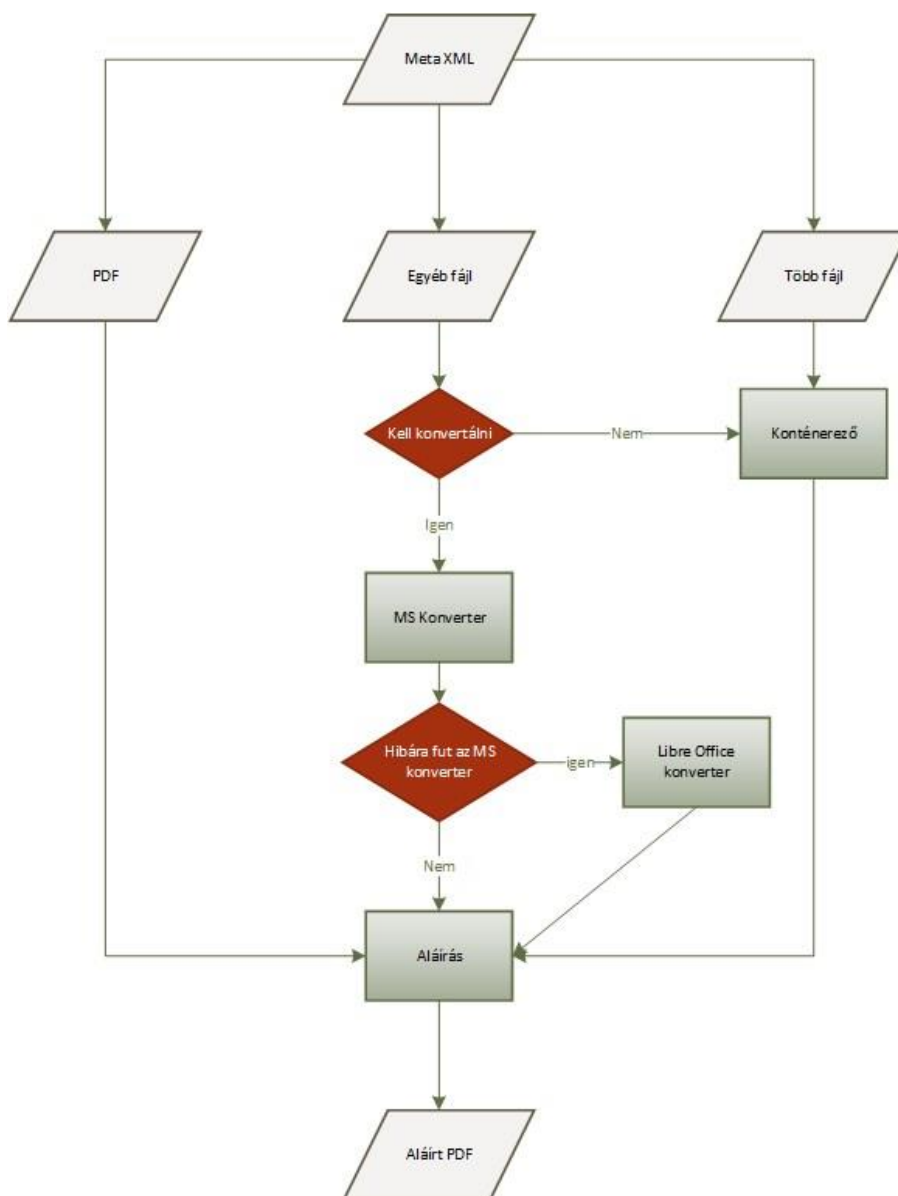 Meta XML
PDF
Egyéb fájl
Több fájl
Kell konvertálni
Nem
Konténerező
Igen
MS Konverter
Hibára fut az MS
konverter
igen
Libre Office
konverter
Nem
Aláírás
Aláírt PDF